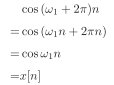 cos (ω₁ + 2π)n
=cos (ω₁n + 2πn)
=cos ω₁n
=x[n]